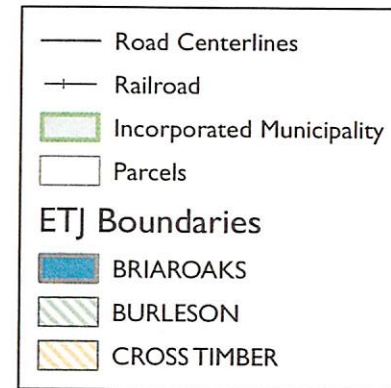 Road Centerlines
Railroad
Incorporated Municipality
Parcels
ETJ Boundaries
BRIAROAKS
BURLESON
CROSS TIMBER